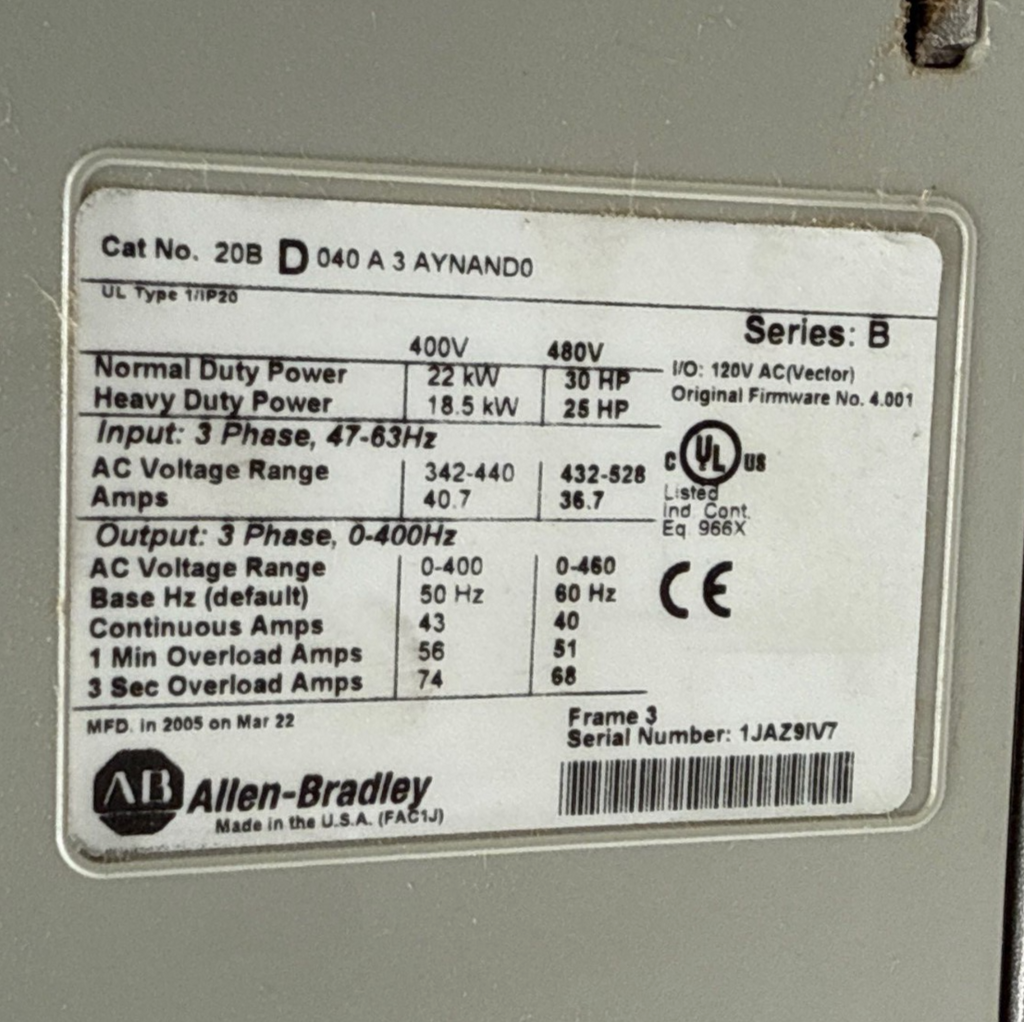 Cat No. 20B D 040 A 3 AYNAND0
UL Type 1/IP20
Series: B
400V 480V
I/O: 120V AC(Vector)
Normal Duty Power 22 kW 30 HP
Original Firmware No. 4.001
Heavy Duty Power 18.5 kW 25 HP
Input: 3 Phase, 47-63Hz
C UL US
AC Voltage Range 342-440 432-528
Amps 40.7 36.7
Listed
Ind Cont.
Eq 966X
Output: 3 Phase, 0-400Hz
AC Voltage Range 0-400 0-460
Base Hz (default) 50 Hz 60 Hz
CE
Continuous Amps 43 40
1 Min Overload Amps 56 51
3 Sec Overload Amps 74 68
MFD. in 2005 on Mar 22
Frame 3
Serial Number: 1JAZ9IV7
AB Allen-Bradley
Made in the U.S.A. (FAC1J)